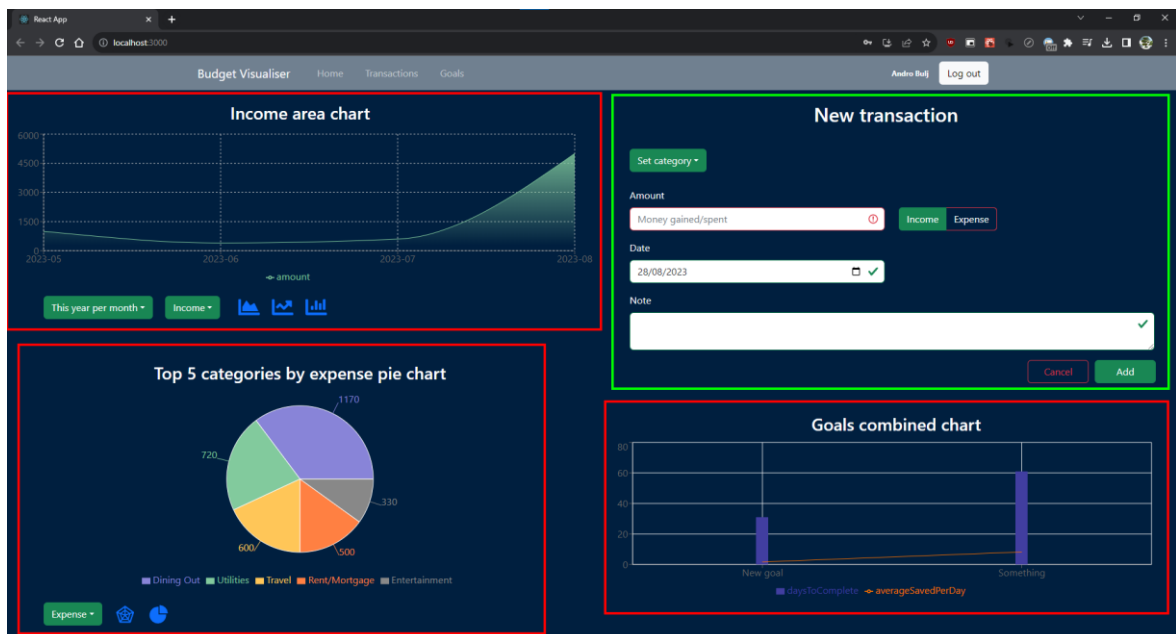 React App
localhost:3000
Budget Visualiser Home Transactions Goals Andro Bulj Log out
Income area chart
6000
4500
3000
1500
0
2023-05 2023-06 2023-07 2023-08
amount
This year per month Income
New transaction
Set category
Amount
Money gained/spent Income Expense
Date
28/08/2023
Note
Cancel Add
Top 5 categories by expense pie chart
1170
720
330
600 500
Dining Out Utilities Travel Rent/Mortgage Entertainment
Expense
Goals combined chart
80
60
40
20
0
New goal Something
daysToComplete averageSavedPerDay